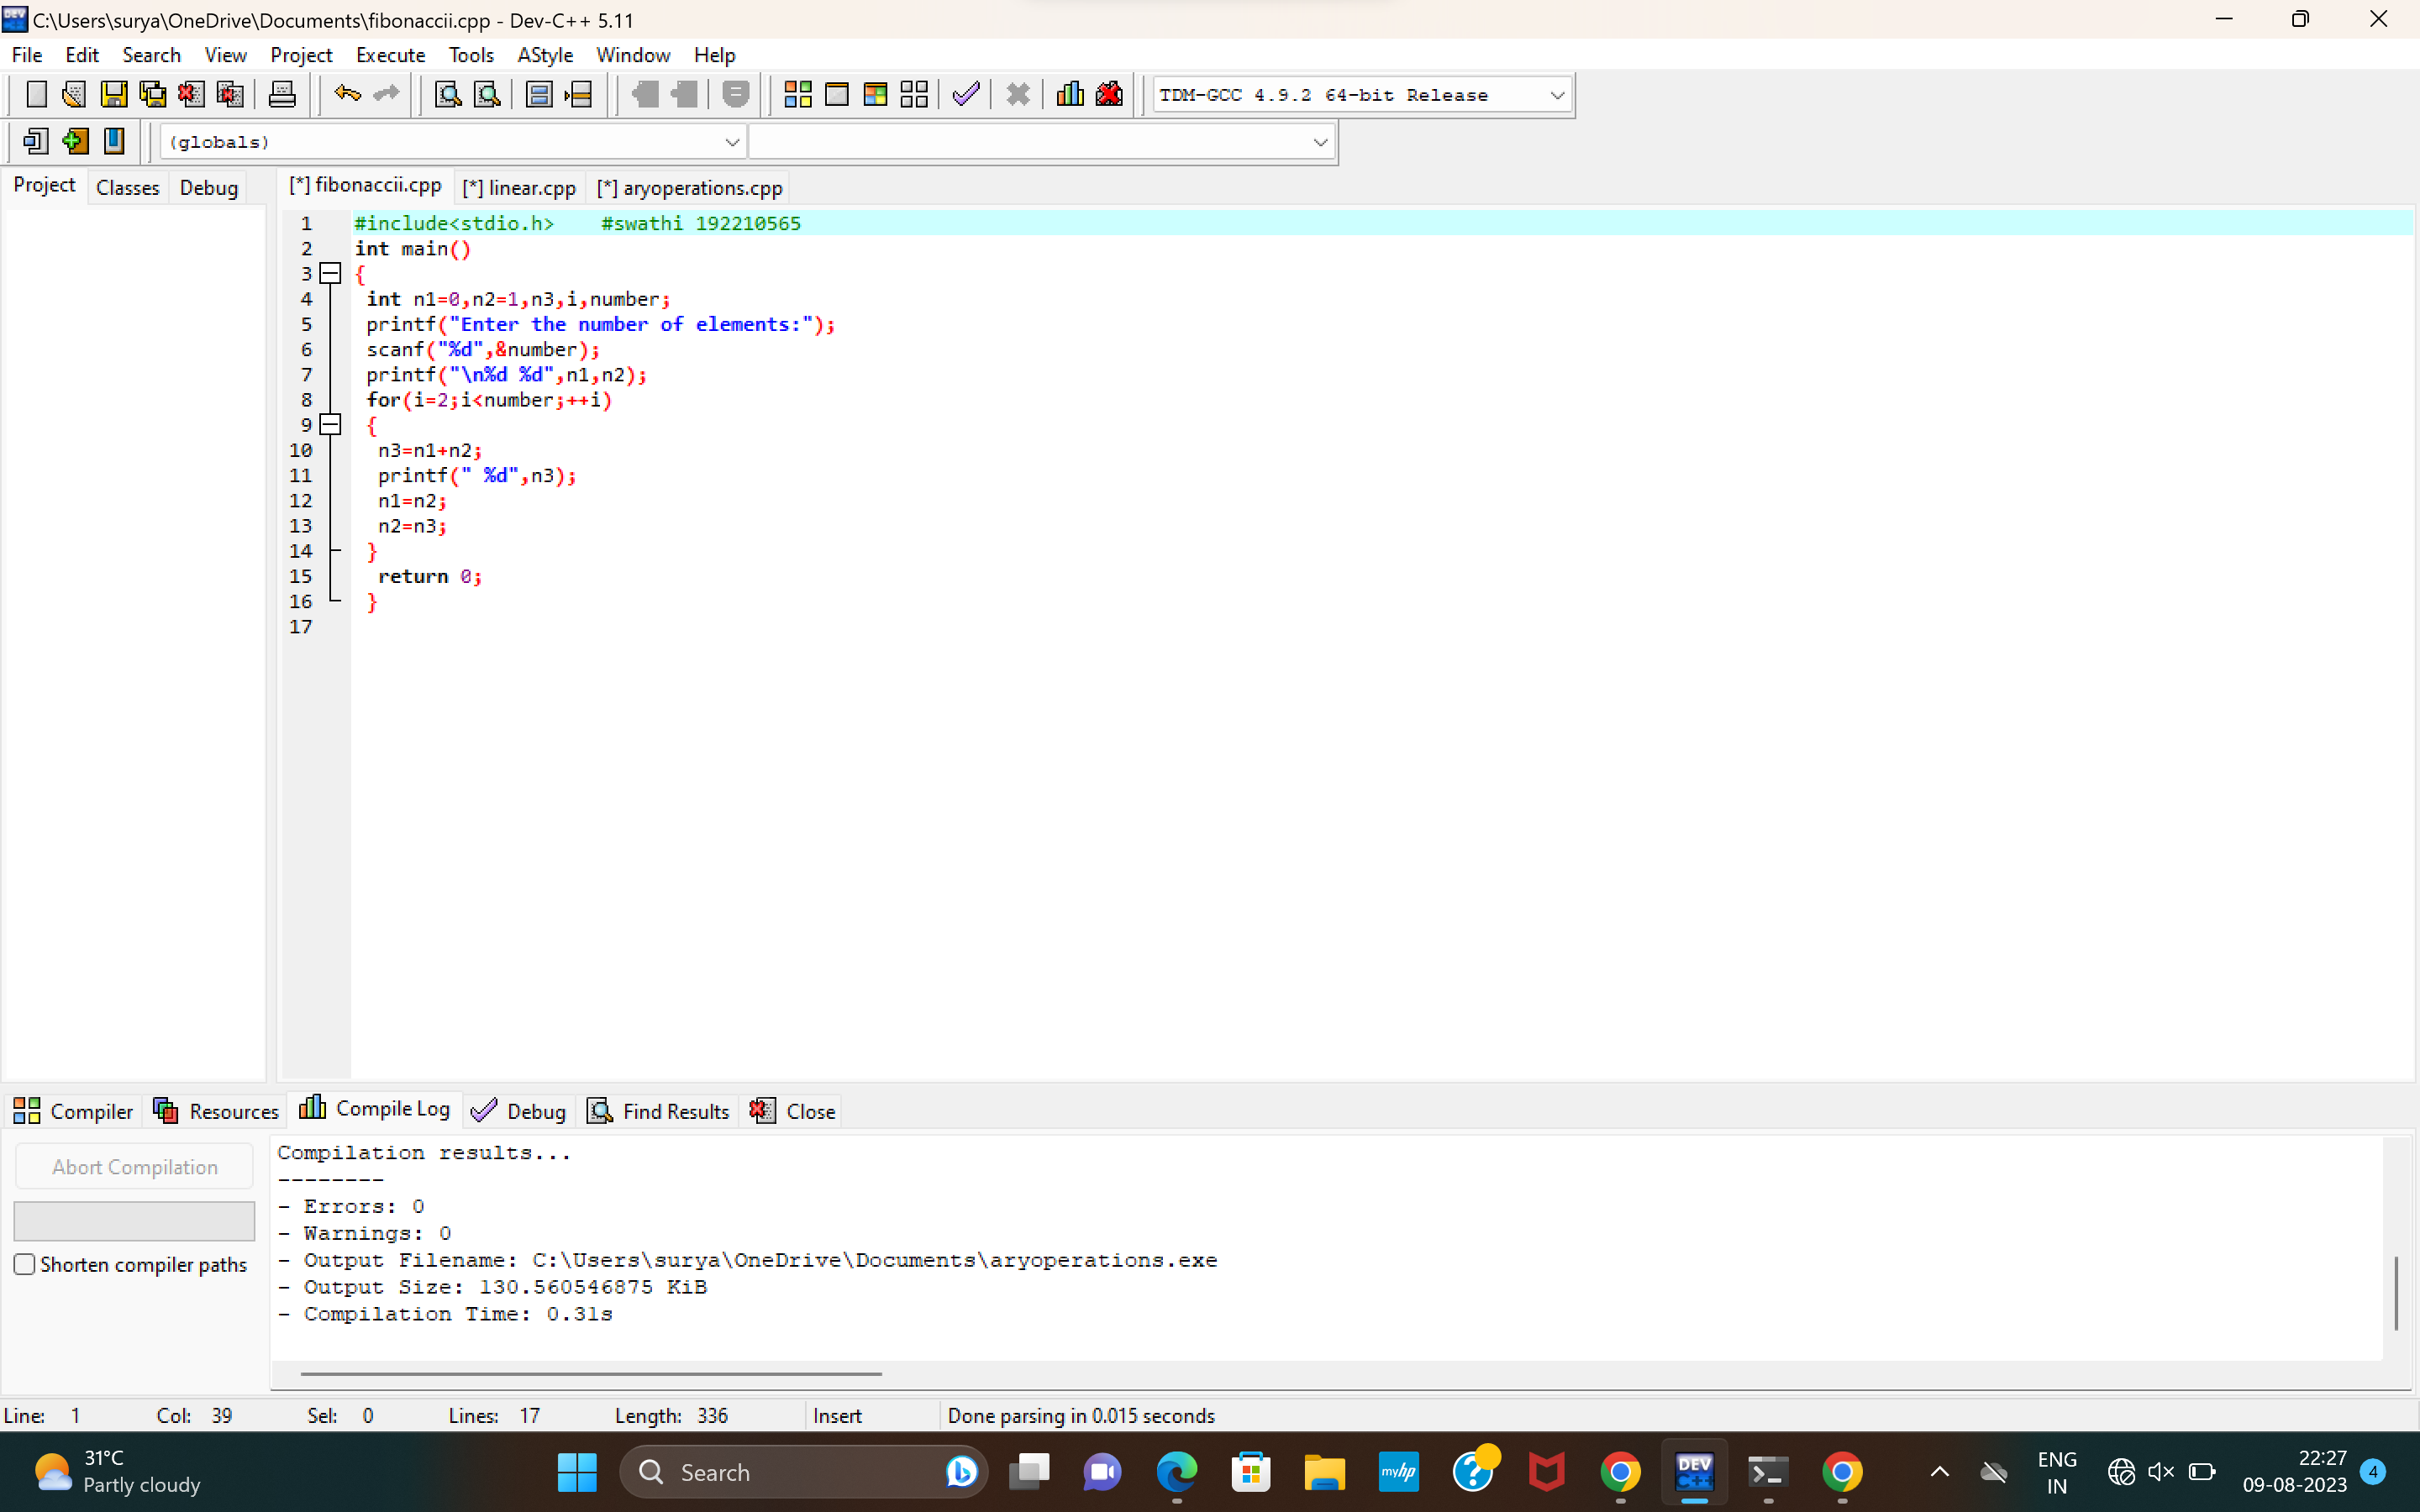 C:\Users\surya\OneDrive\Documents\fibonaccii.cpp - Dev-C++ 5.11
File Edit Search View Project Execute Tools AStyle Window Help
TDM-GCC 4.9.2 64-bit Release
(globals)
Project Classes Debug [*] fibonaccii.cpp [*] linear.cpp [*] aryoperations.cpp
1 #include<stdio.h>    #swathi 192210565
2 int main()
3 {
4  int n1=0,n2=1,n3,i,number;
5  printf("Enter the number of elements:");
6  scanf("%d",&number);
7  printf("\n%d %d",n1,n2);
8  for(i=2;i<number;++i)
9  {
10   n3=n1+n2;
11   printf(" %d",n3);
12   n1=n2;
13   n2=n3;
14  }
15   return 0;
16  }
17
Compiler Resources Compile Log Debug Find Results Close
Abort Compilation
Shorten compiler paths
Compilation results...
--------
- Errors: 0
- Warnings: 0
- Output Filename: C:\Users\surya\OneDrive\Documents\aryoperations.exe
- Output Size: 130.560546875 KiB
- Compilation Time: 0.31s
Line: 1 Col: 39 Sel: 0 Lines: 17 Length: 336 Insert Done parsing in 0.015 seconds
31°C
Partly cloudy
Search
myhp
DEV
C++
ENG
IN
22:27
09-08-2023
4